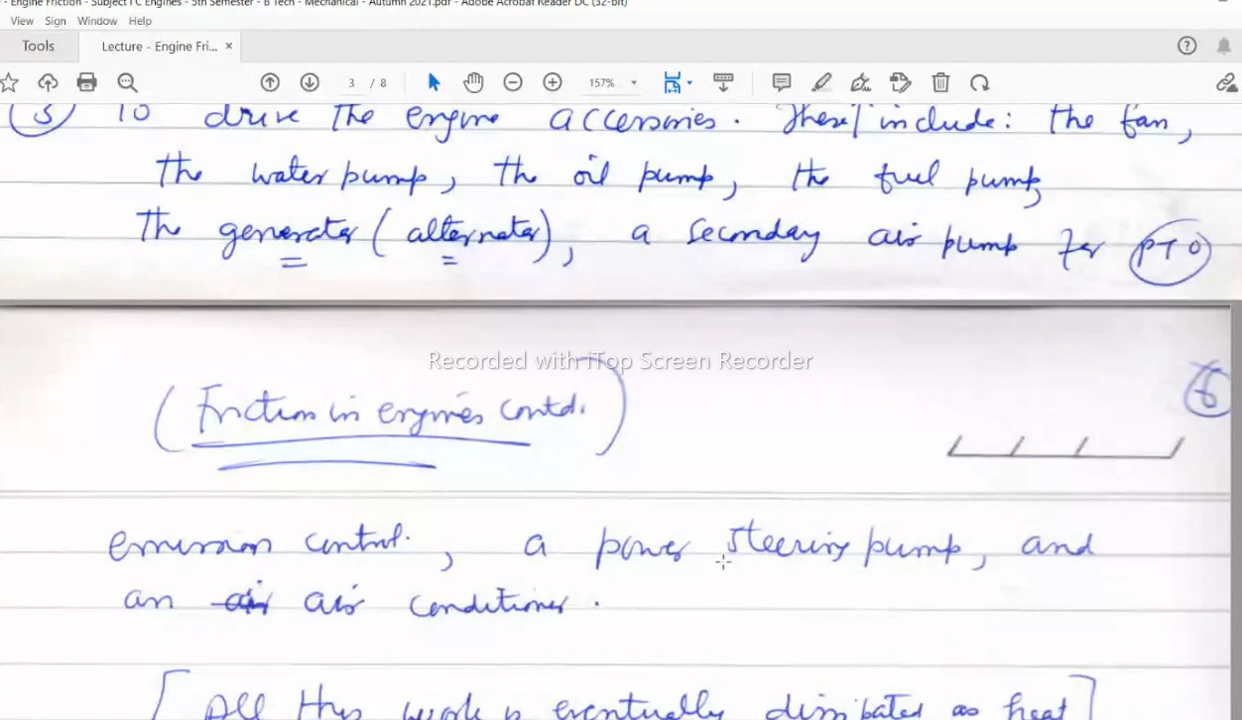 - Engine Friction - Subject I C Engines - 5th Semester - B Tech - Mechanical - Autumn 2021.pdf - Adobe Acrobat Reader DC (32-bit)
View Sign Window Help
Tools Lecture - Engine Fri... ×
3 / 8 157%
To drive the engine accessories. These include: the fan,
the water pump, the oil pump, the fuel pump,
the generator (alternator), a seconday air pump for PTO
Recorded with iTop Screen Recorder
(Friction in engines contd.) 6
emission control, a power steering pump, and
an air air conditioner.
[All this work is eventually dissipated as heat]